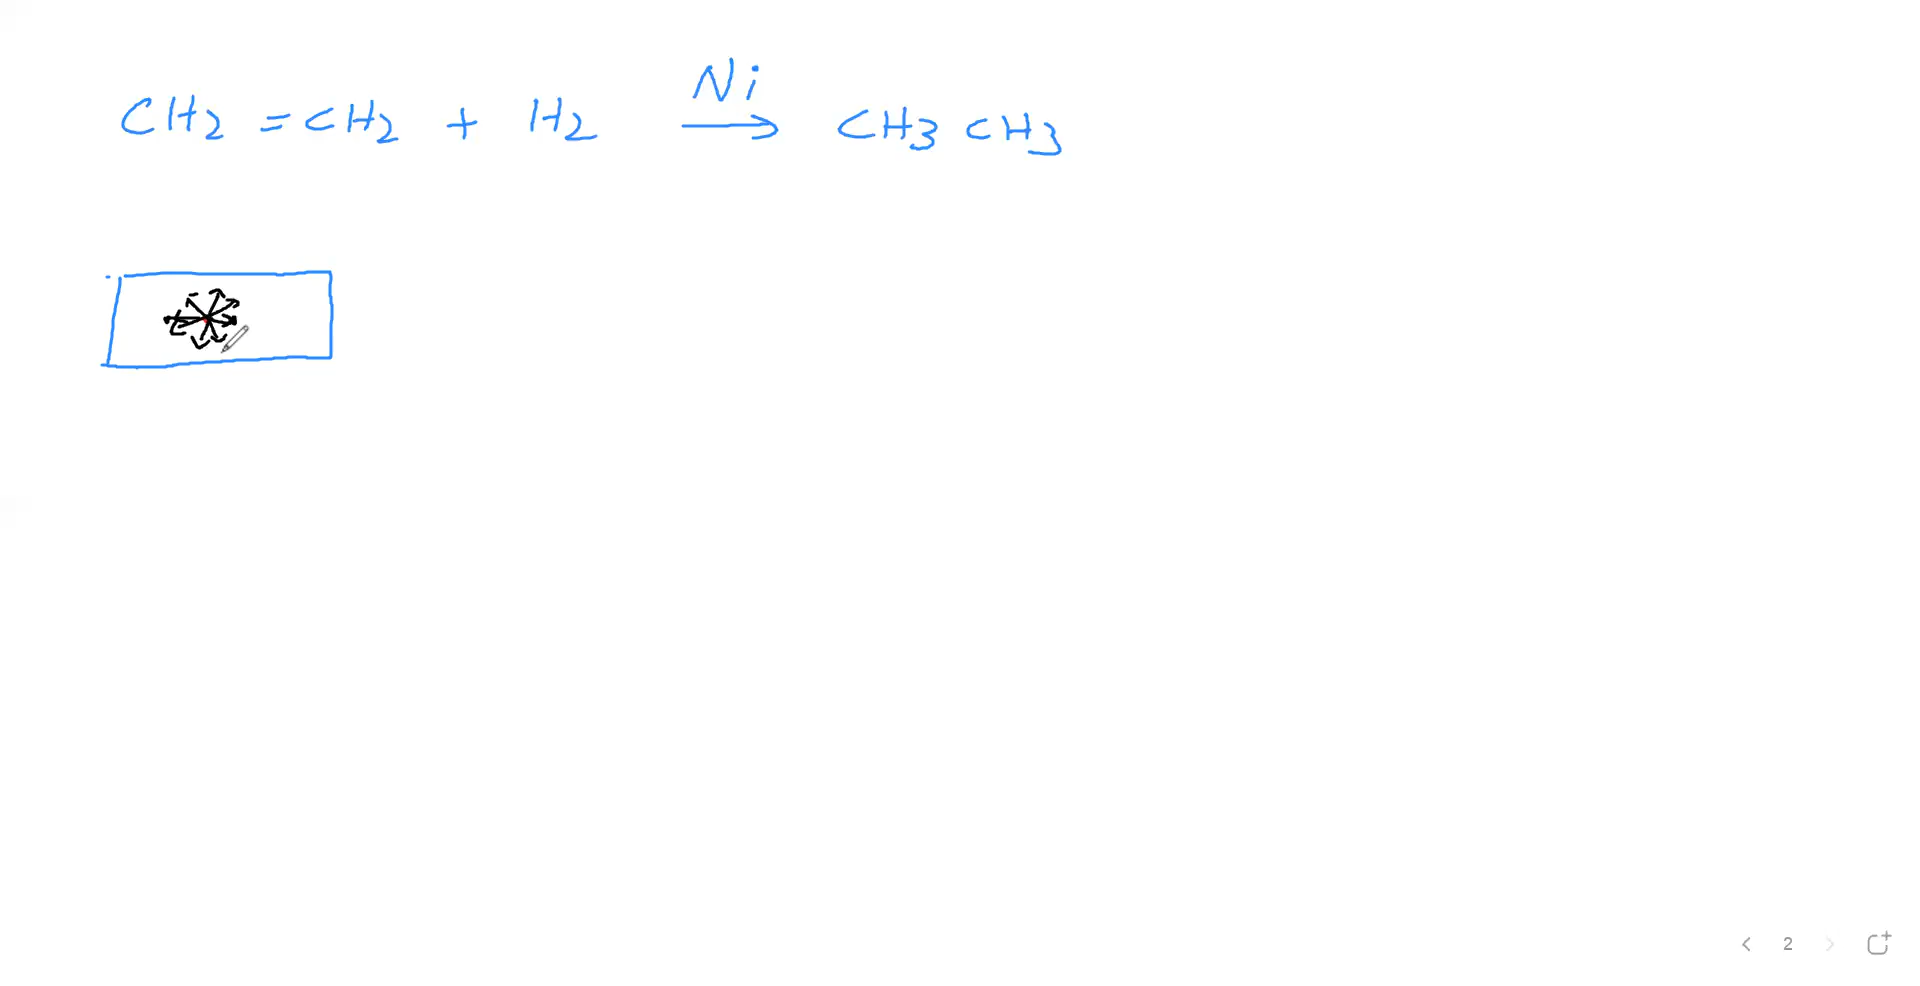 Ni
CH2 = CH2 + H2 → CH3 CH3
2